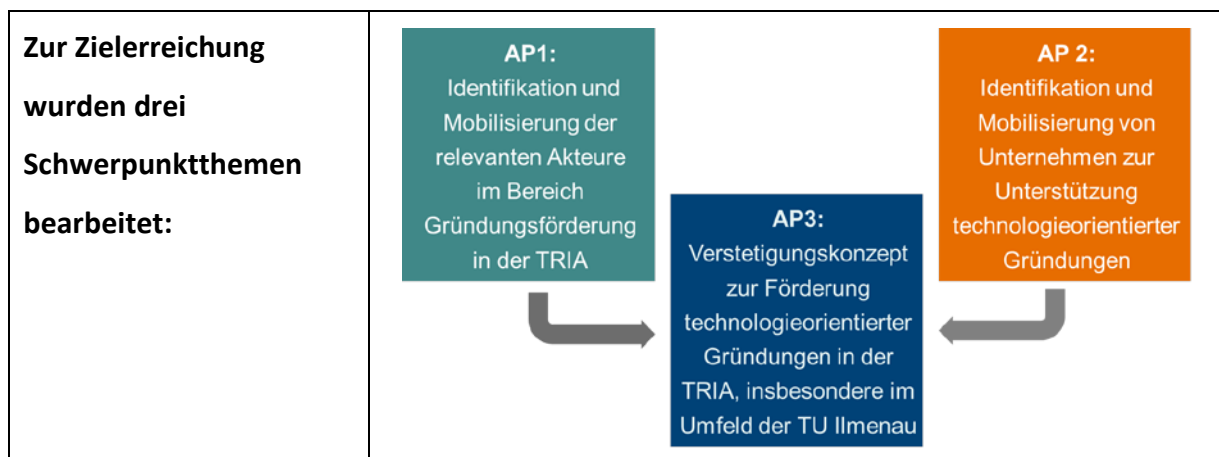 Zur Zielerreichung
wurden drei
Schwerpunktthemen
bearbeitet:
AP1:
Identifikation und
Mobilisierung der
relevanten Akteure
im Bereich
Gründungsförderung
in der TRIA
AP 2:
Identifikation und
Mobilisierung von
Unternehmen zur
Unterstützung
technologieorientierter
Gründungen
AP3:
Verstetigungskonzept
zur Förderung
technologieorientierter
Gründungen in der
TRIA, insbesondere im
Umfeld der TU Ilmenau